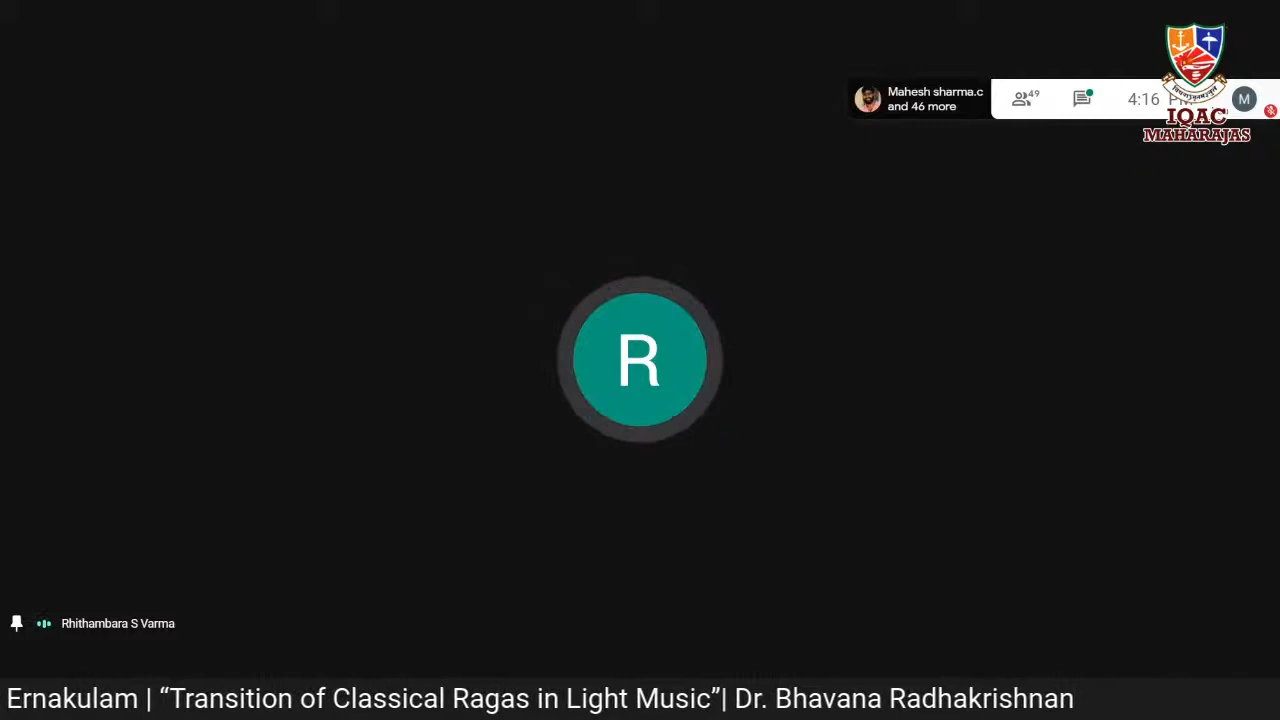 Mahesh sharma.c
and 46 more
49
4:16
M
IQAC
MAHARAJAS
R
Rhithambara S Varma
Ernakulam | “Transition of Classical Ragas in Light Music”| Dr. Bhavana Radhakrishnan